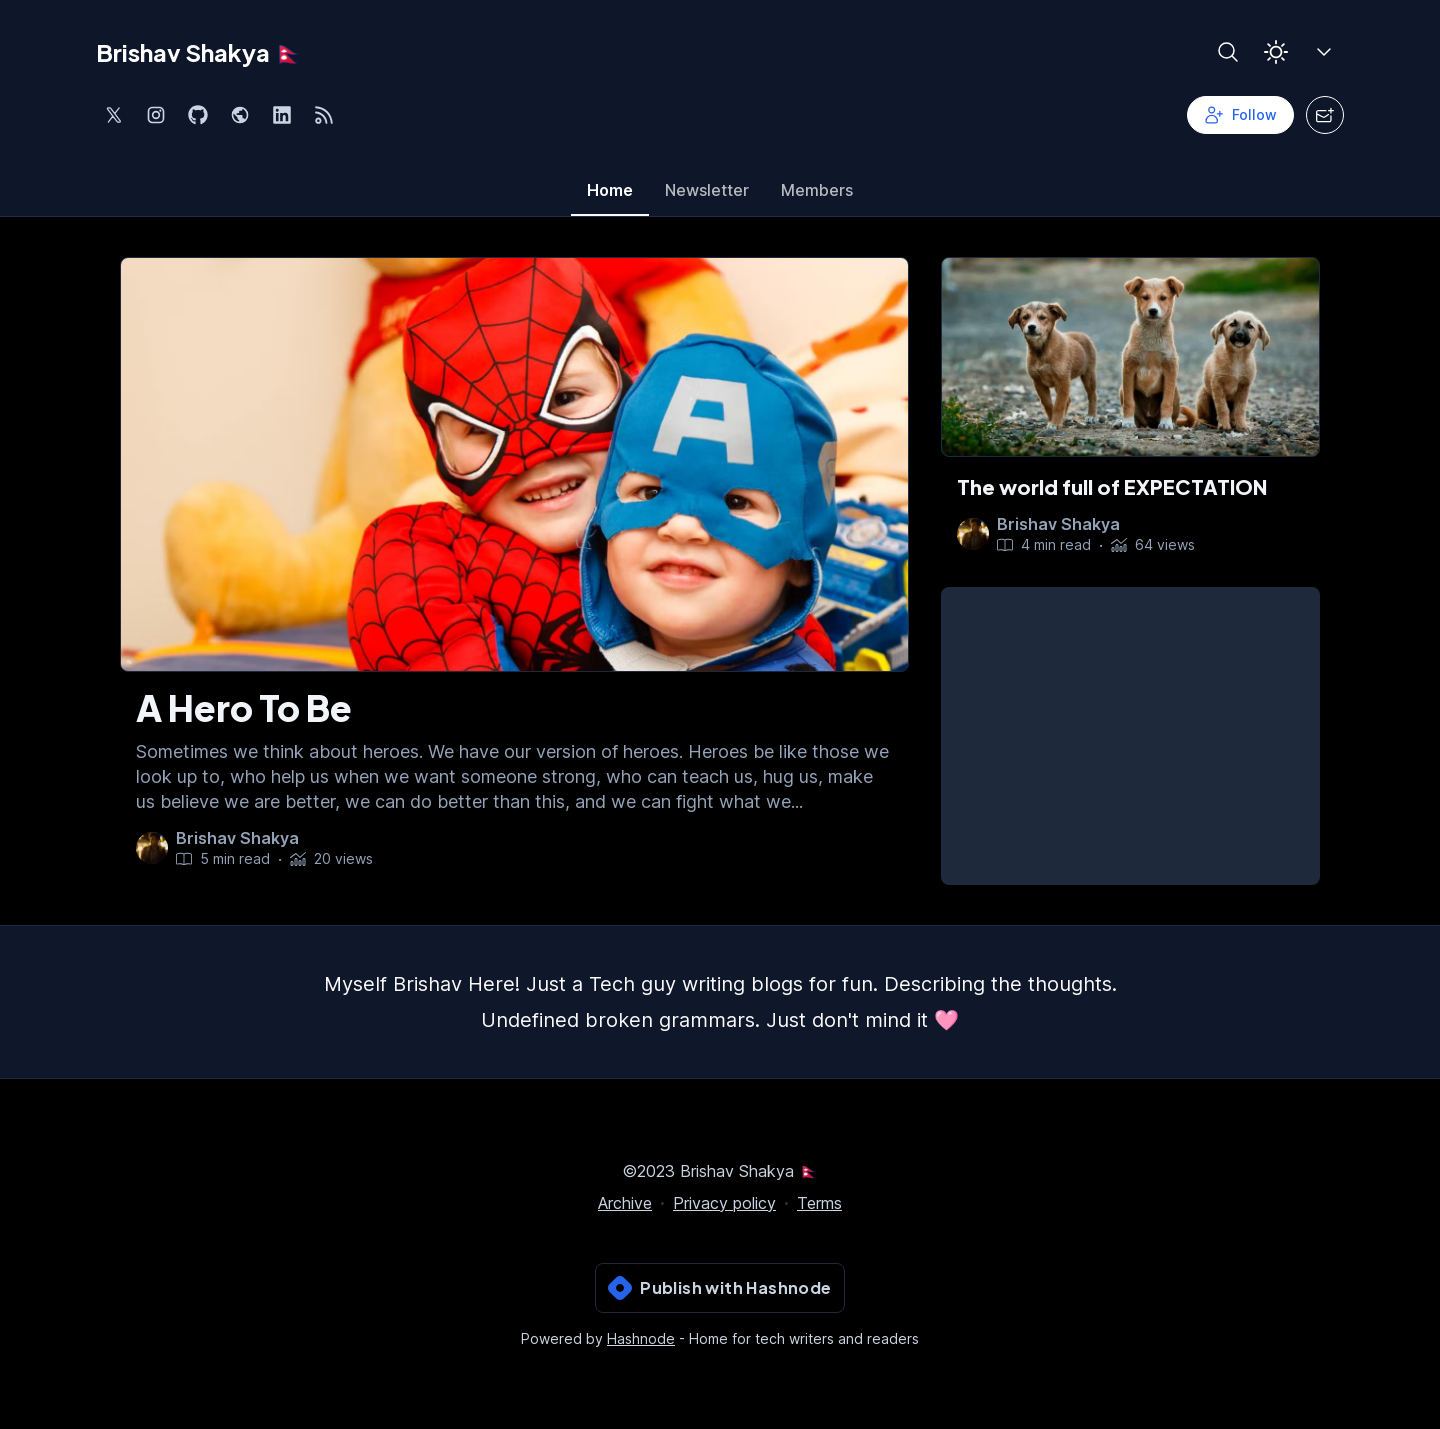 Brishav Shakya 🇳🇵
Follow
Home Newsletter Members
A
A Hero To Be
Sometimes we think about heroes. We have our version of heroes. Heroes be like those we
look up to, who help us when we want someone strong, who can teach us, hug us, make
us believe we are better, we can do better than this, and we can fight what we...
Brishav Shakya
5 min read · 20 views
The world full of EXPECTATION
Brishav Shakya
4 min read · 64 views
Myself Brishav Here! Just a Tech guy writing blogs for fun. Describing the thoughts.
Undefined broken grammars. Just don't mind it 🩷
©2023 Brishav Shakya 🇳🇵
Archive · Privacy policy · Terms
Publish with Hashnode
Powered by Hashnode - Home for tech writers and readers